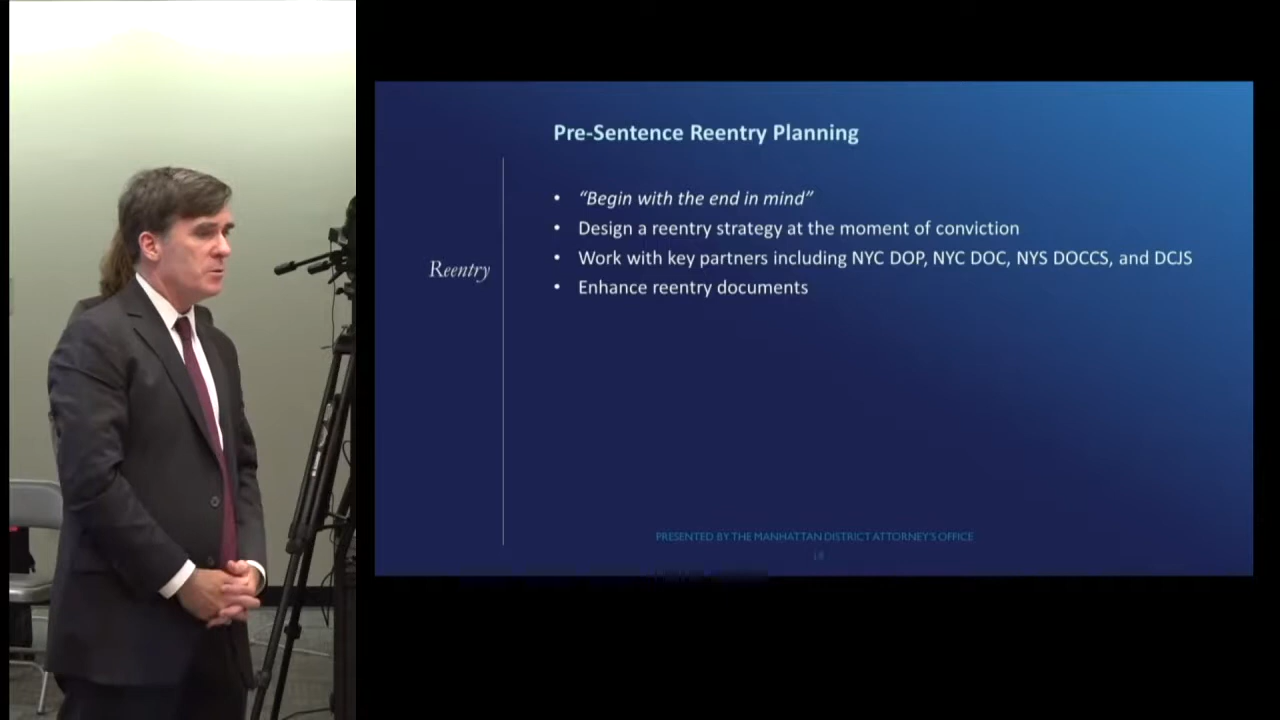 Pre-Sentence Reentry Planning
Reentry
• “Begin with the end in mind”
• Design a reentry strategy at the moment of conviction
• Work with key partners including NYC DOP, NYC DOC, NYS DOCCS, and DCJS
• Enhance reentry documents
PRESENTED BY THE MANHATTAN DISTRICT ATTORNEY'S OFFICE